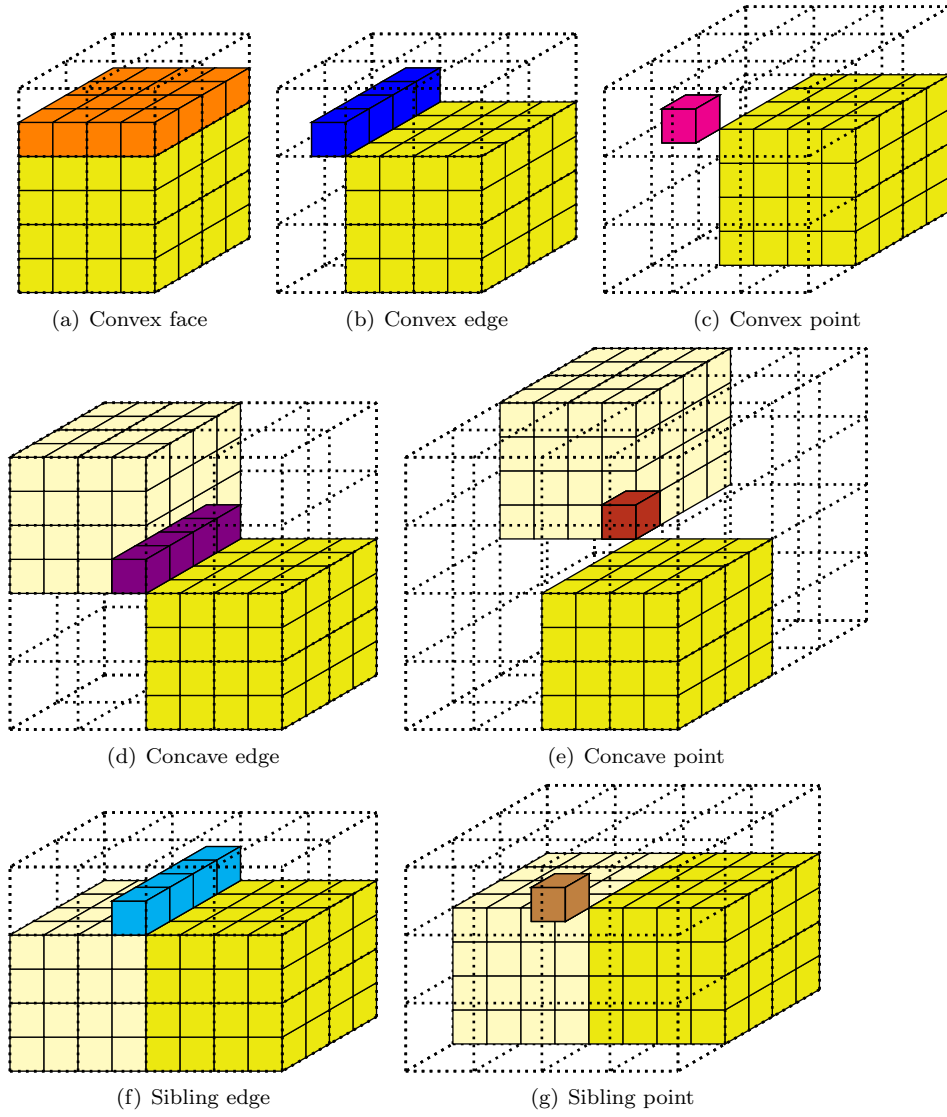 (a) Convex face
(b) Convex edge
(c) Convex point
(d) Concave edge
(e) Concave point
(f) Sibling edge
(g) Sibling point